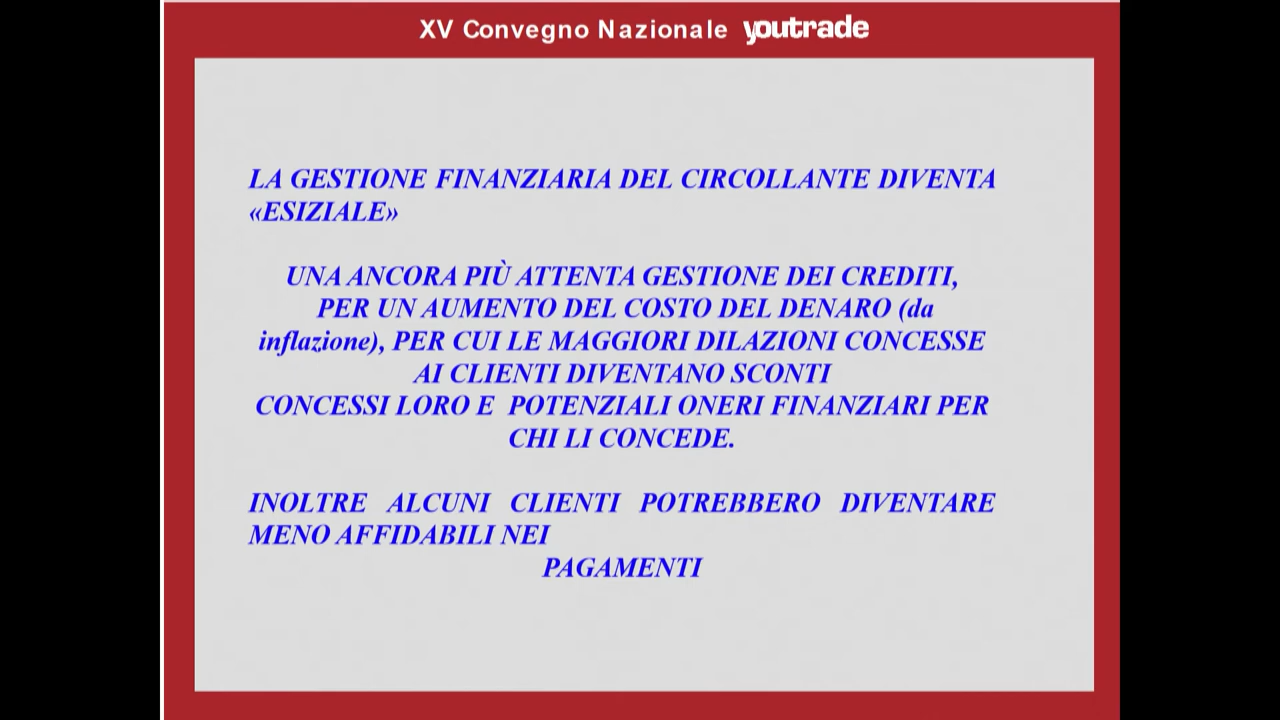 XV Convegno Nazionale youtrade
LA GESTIONE FINANZIARIA DEL CIRCOLLANTE DIVENTA
«ESIZIALE»
UNA ANCORA PIÙ ATTENTA GESTIONE DEI CREDITI,
PER UN AUMENTO DEL COSTO DEL DENARO (da
inflazione), PER CUI LE MAGGIORI DILAZIONI CONCESSE
AI CLIENTI DIVENTANO SCONTI
CONCESSI LORO E POTENZIALI ONERI FINANZIARI PER
CHI LI CONCEDE.
INOLTRE ALCUNI CLIENTI POTREBBERO DIVENTARE
MENO AFFIDABILI NEI
PAGAMENTI